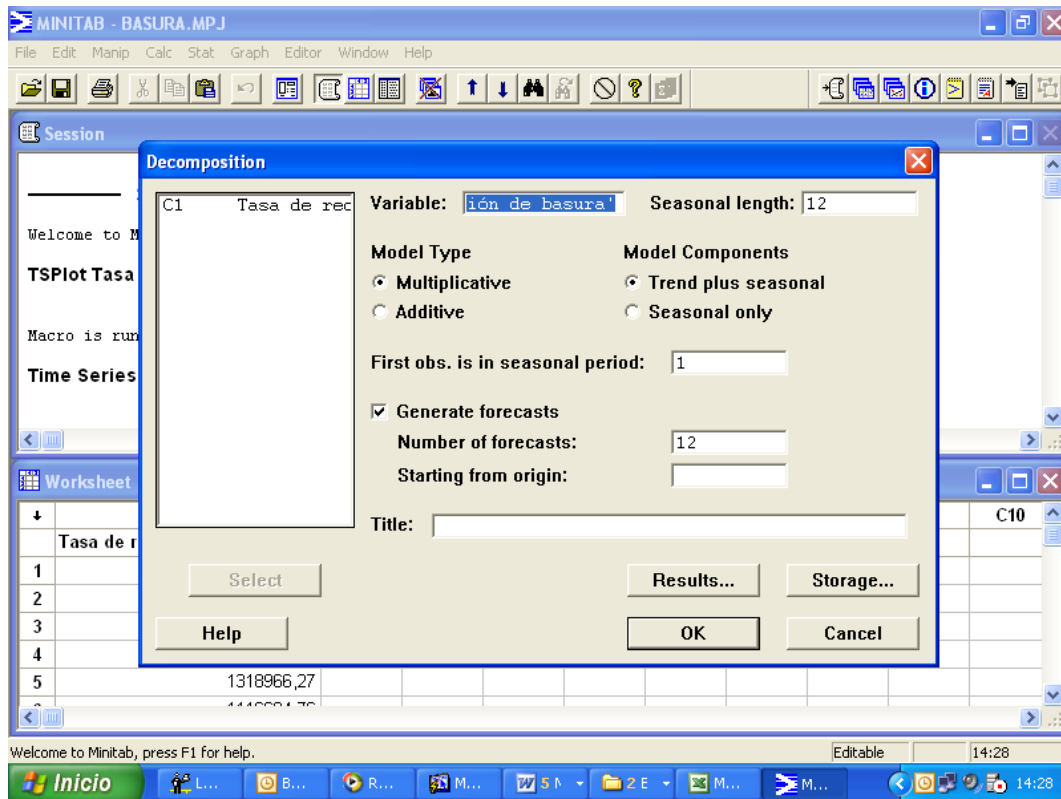 MINITAB - BASURA.MPJ
File Edit Manip Calc Stat Graph Editor Window Help
Session
Decomposition
C1 Tasa de rec
Variable: ión de basura' Seasonal length: 12
Welcome to M
Model Type Model Components
TSPlot Tasa
Multiplicative Trend plus seasonal
Additive Seasonal only
Macro is run
First obs. is in seasonal period: 1
Time Series
Generate forecasts
Number of forecasts: 12
Starting from origin:
Worksheet
C10
Title:
Tasa de r
1
Select Results... Storage...
2
3
Help OK Cancel
4
5 1318966,27
Welcome to Minitab, press F1 for help. Editable 14:28
Inicio L... B... R... M... W 5 N 2 E M... M... 14:28